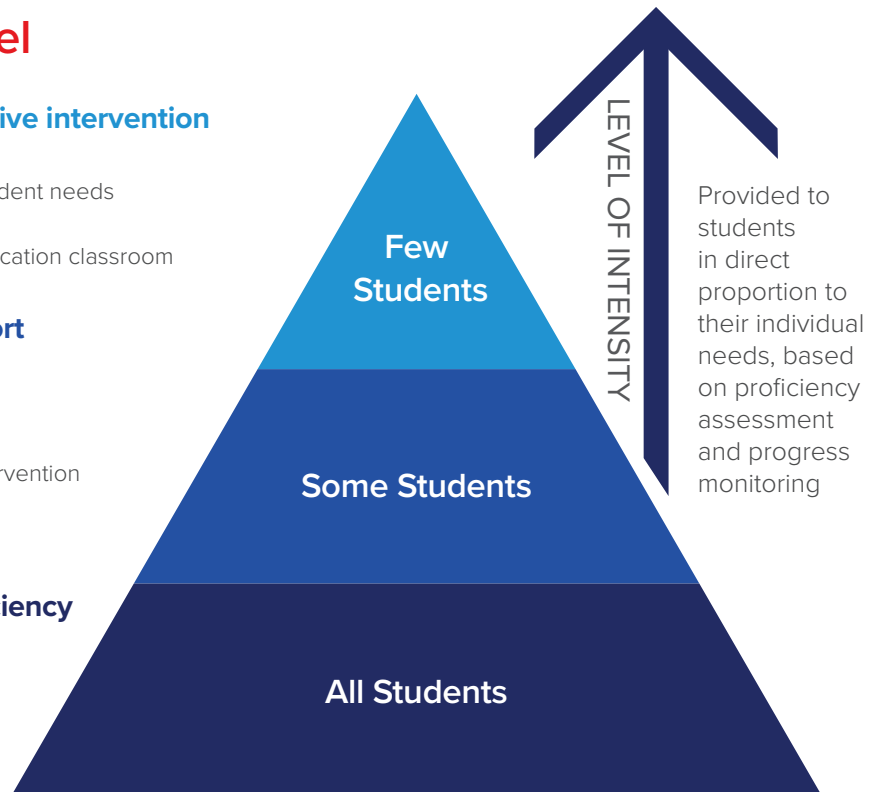 el
ive intervention
dent needs
cation classroom
ort
rvention
ciency
Few
Students
Some Students
All Students
LEVEL OF INTENSITY
Provided to
students
in direct
proportion to
their individual
needs, based
on proficiency
assessment
and progress
monitoring